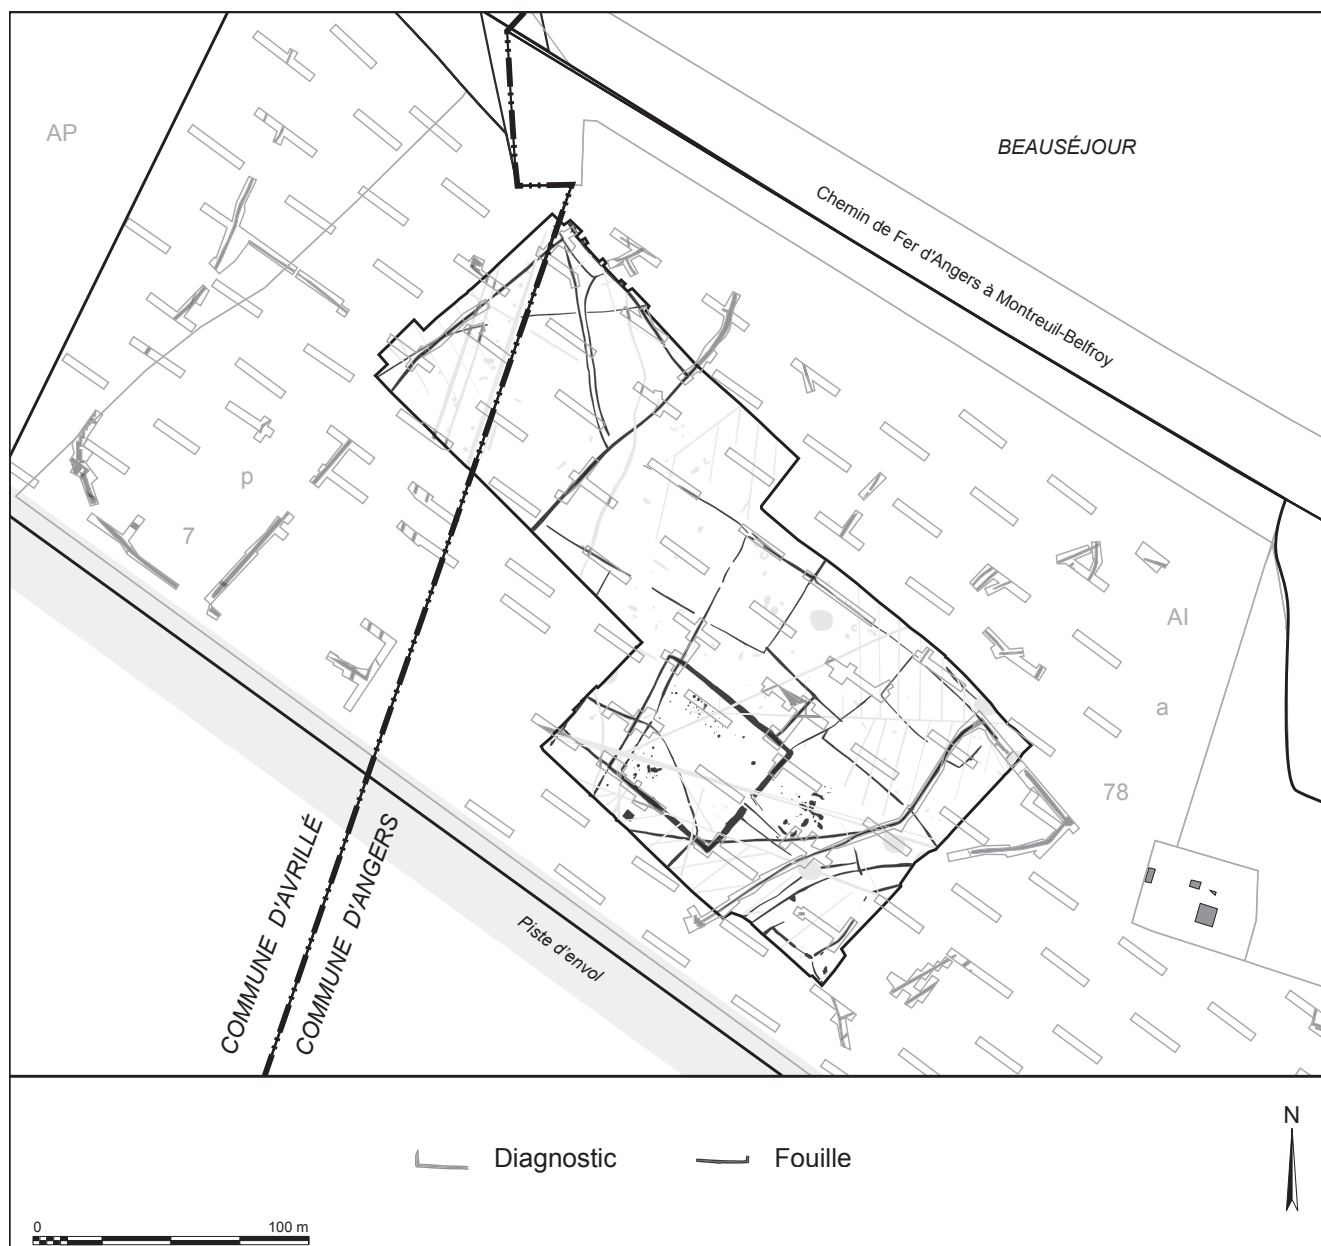 AP
BEAUSÉJOUR
Chemin de Fer d'Angers à Montreuil-Belfroy
p
7
AI
a
78
COMMUNE D'AVRILLÉ
COMMUNE D'ANGERS
Piste d'envol
Diagnostic
Fouille
N
0
100 m